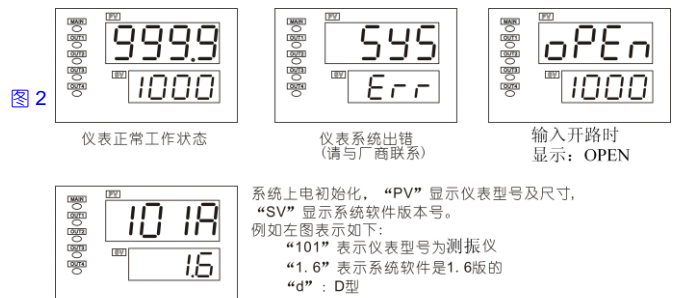 图 2
MAIN
OUT1
OUT2
OUT3
OUT4
PV
999.9
SV
1000
仪表正常工作状态
MAIN
OUT1
OUT2
OUT3
OUT4
PV
SYS
SV
Err
仪表系统出错
(请与厂商联系)
MAIN
OUT1
OUT2
OUT3
OUT4
PV
oPEn
SV
1000
输入开路时
显示：OPEN
MAIN
OUT1
OUT2
OUT3
OUT4
PV
101A
SV
1.6
系统上电初始化，“PV”显示仪表型号及尺寸,
“SV”显示系统软件版本号。
例如左图表示如下:
“101”表示仪表型号为测振仪
“1.6”表示系统软件是1.6版的
“d”：D型